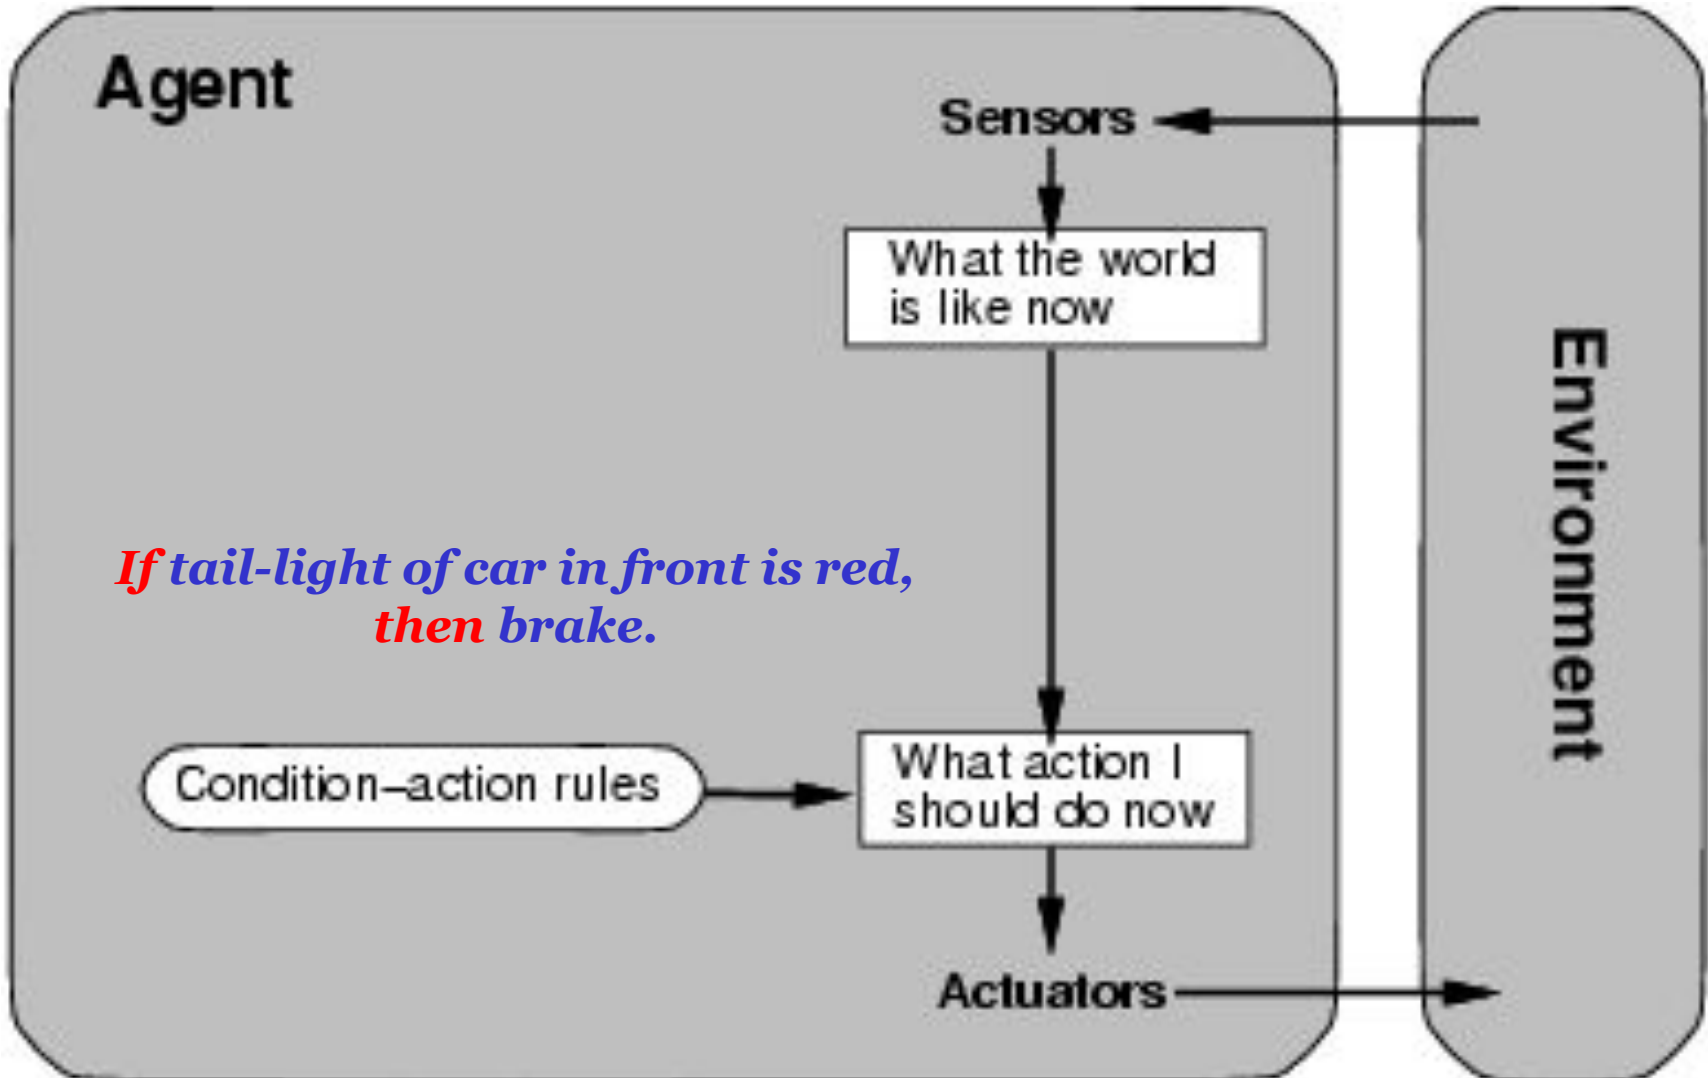 Agent
Sensors
What the world
is like now
Environment
If tail-light of car in front is red,
then brake.
Condition–action rules
What action I
should do now
Actuators